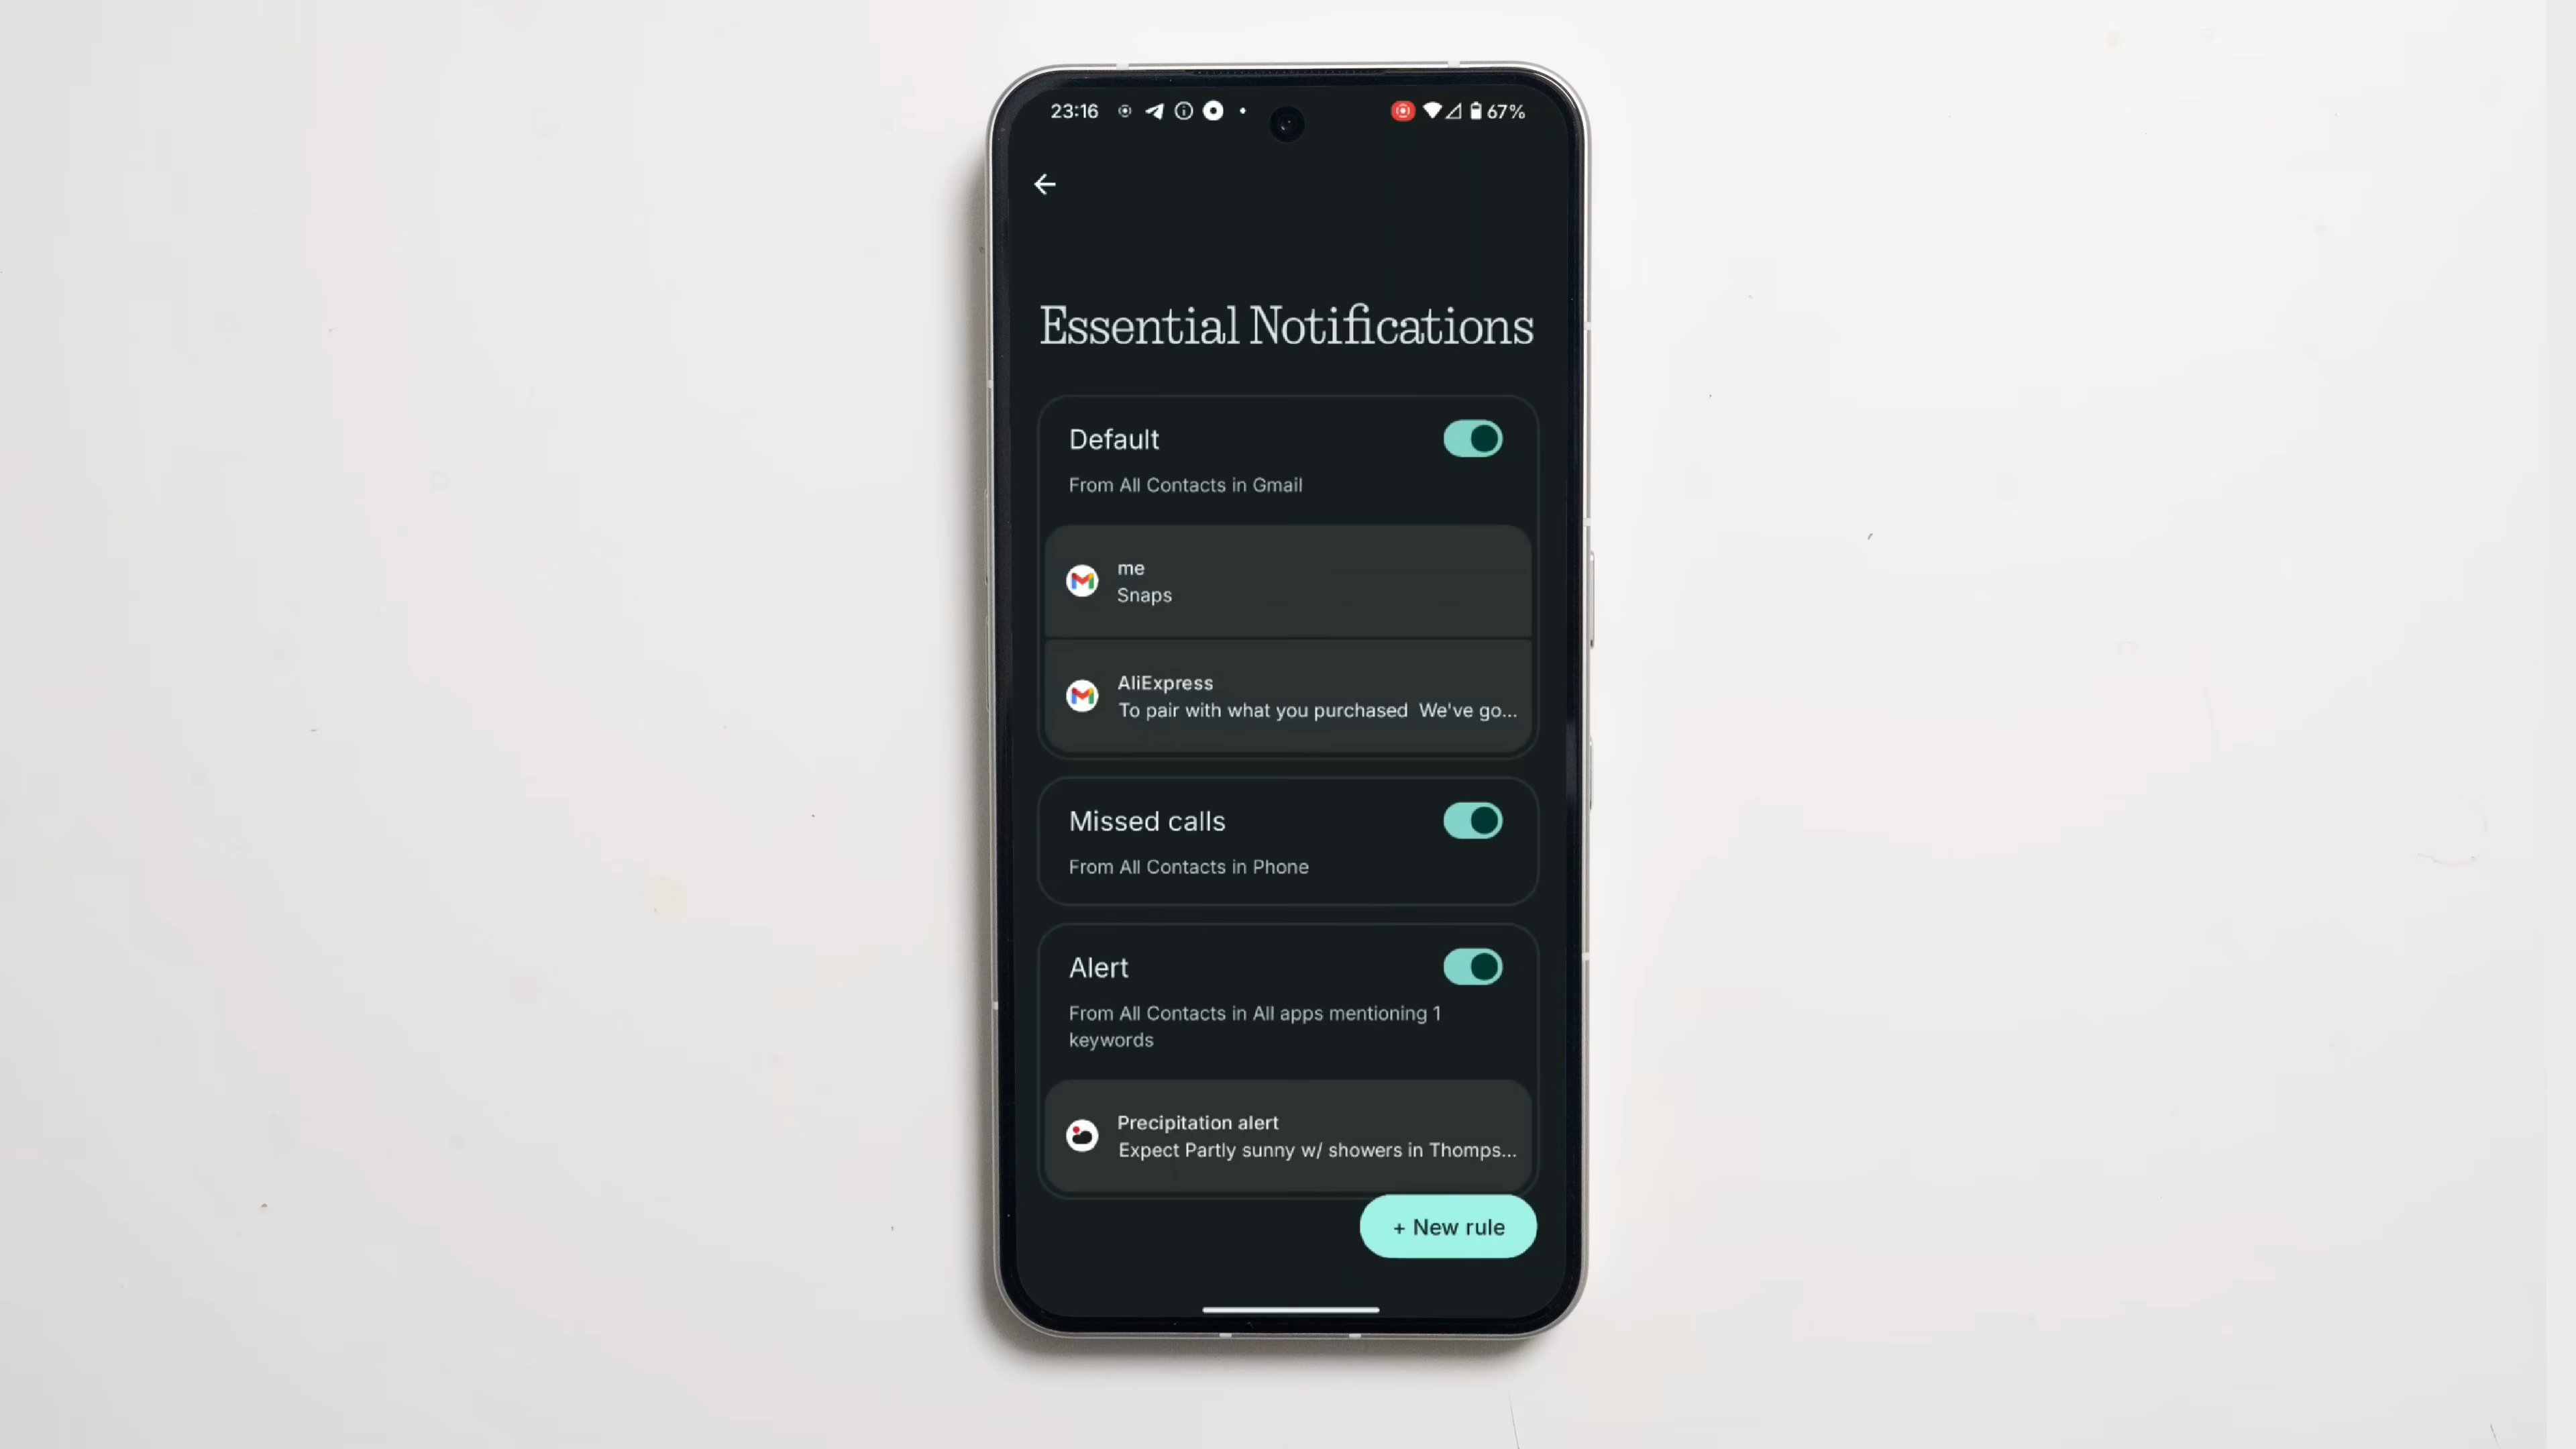 23:16
67%
Essential Notifications
Default
From All Contacts in Gmail
me
Snaps
AliExpress
To pair with what you purchased We've go...
Missed calls
From All Contacts in Phone
Alert
From All Contacts in All apps mentioning 1
keywords
Precipitation alert
Expect Partly sunny w/ showers in Thomps...
+ New rule